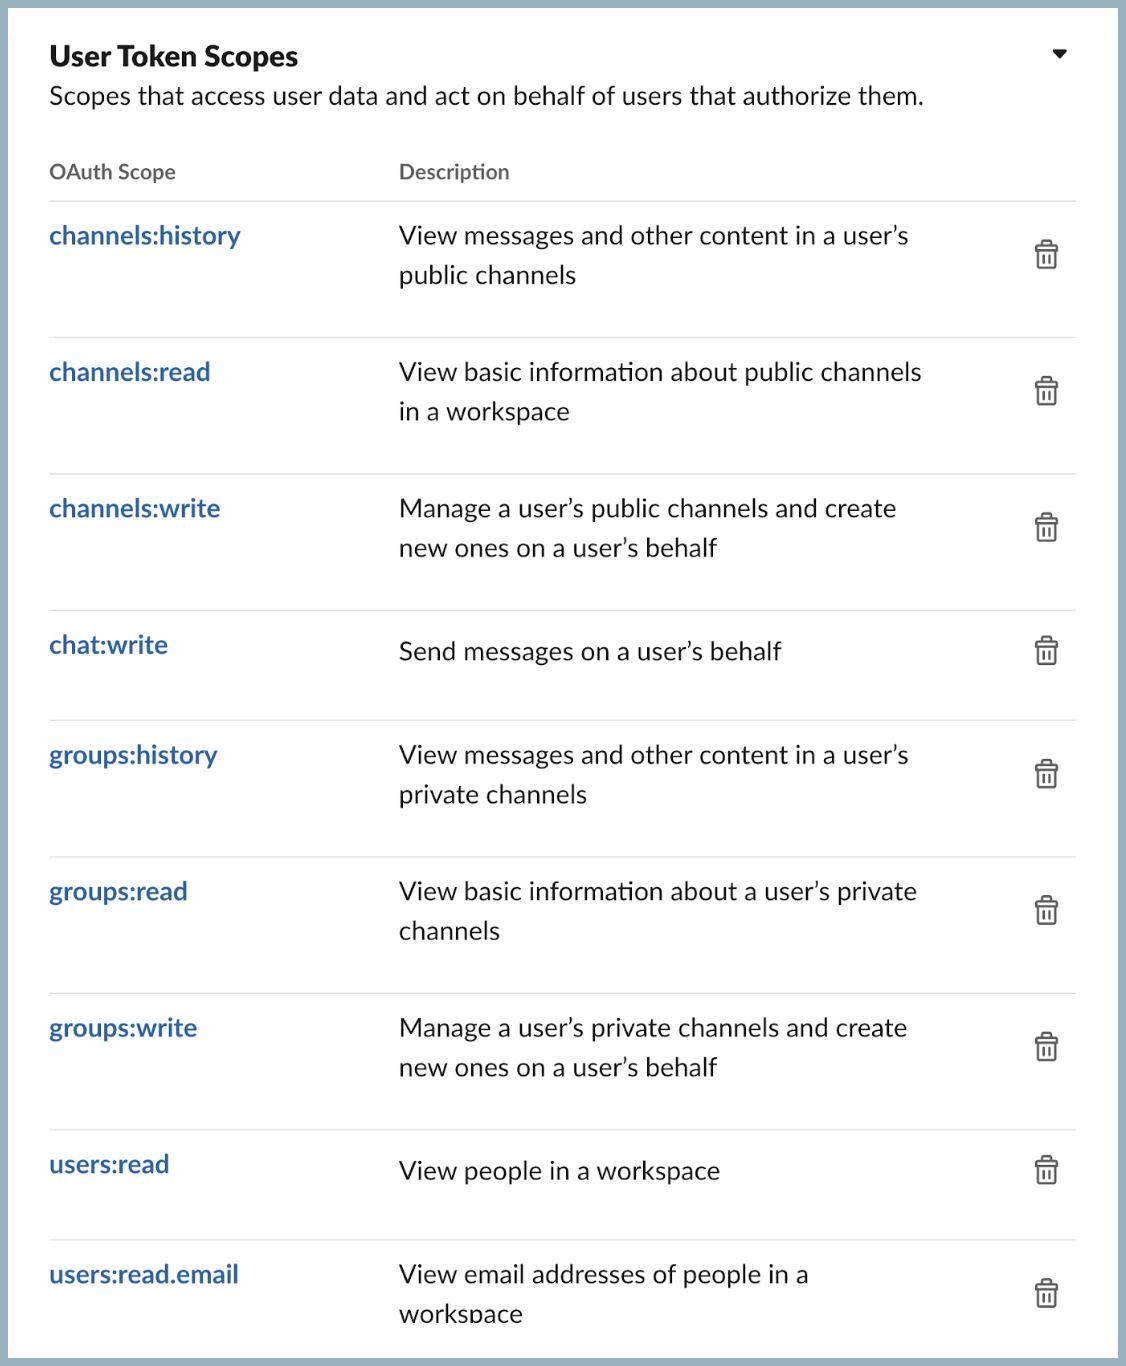 User Token Scopes
Scopes that access user data and act on behalf of users that authorize them.
OAuth Scope Description
channels:history View messages and other content in a user’s
public channels
channels:read View basic information about public channels
in a workspace
channels:write Manage a user’s public channels and create
new ones on a user’s behalf
chat:write Send messages on a user’s behalf
groups:history View messages and other content in a user’s
private channels
groups:read View basic information about a user’s private
channels
groups:write Manage a user’s private channels and create
new ones on a user’s behalf
users:read View people in a workspace
users:read.email View email addresses of people in a
workspace